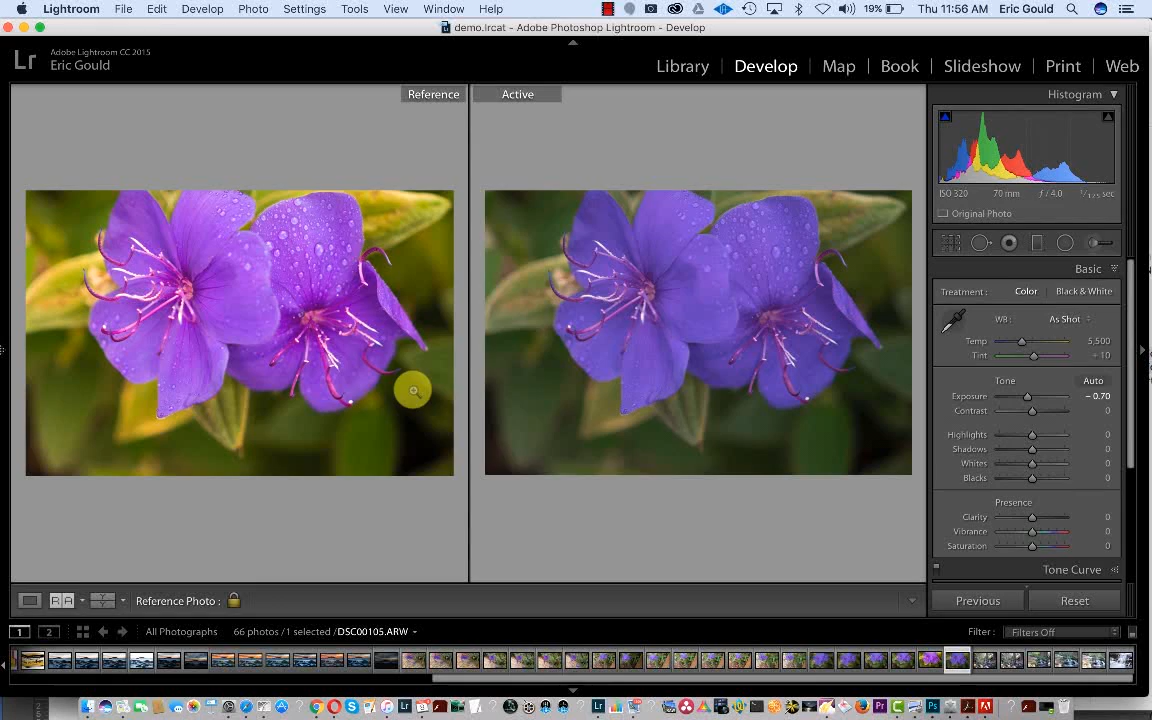 Lightroom File Edit Develop Photo Settings Tools View Window Help 19% Thu 11:56 AM Eric Gould
demo.lrcat - Adobe Photoshop Lightroom - Develop
Lr Adobe Lightroom CC 2015
Eric Gould
Library Develop Map Book Slideshow Print Web
Reference Active
Histogram
ISO 320 70 mm ƒ / 4.0 1/125 sec
Original Photo
Basic
Treatment : Color Black & White
WB : As Shot
Temp 5,500
Tint + 10
Tone Auto
Exposure - 0.70
Contrast 0
Highlights 0
Shadows 0
Whites 0
Blacks 0
Presence
Clarity 0
Vibrance 0
Saturation 0
Tone Curve
R A Y Y Reference Photo : Previous Reset
1 2 All Photographs 66 photos / 1 selected / DSC00105.ARW Filter : Filters Off